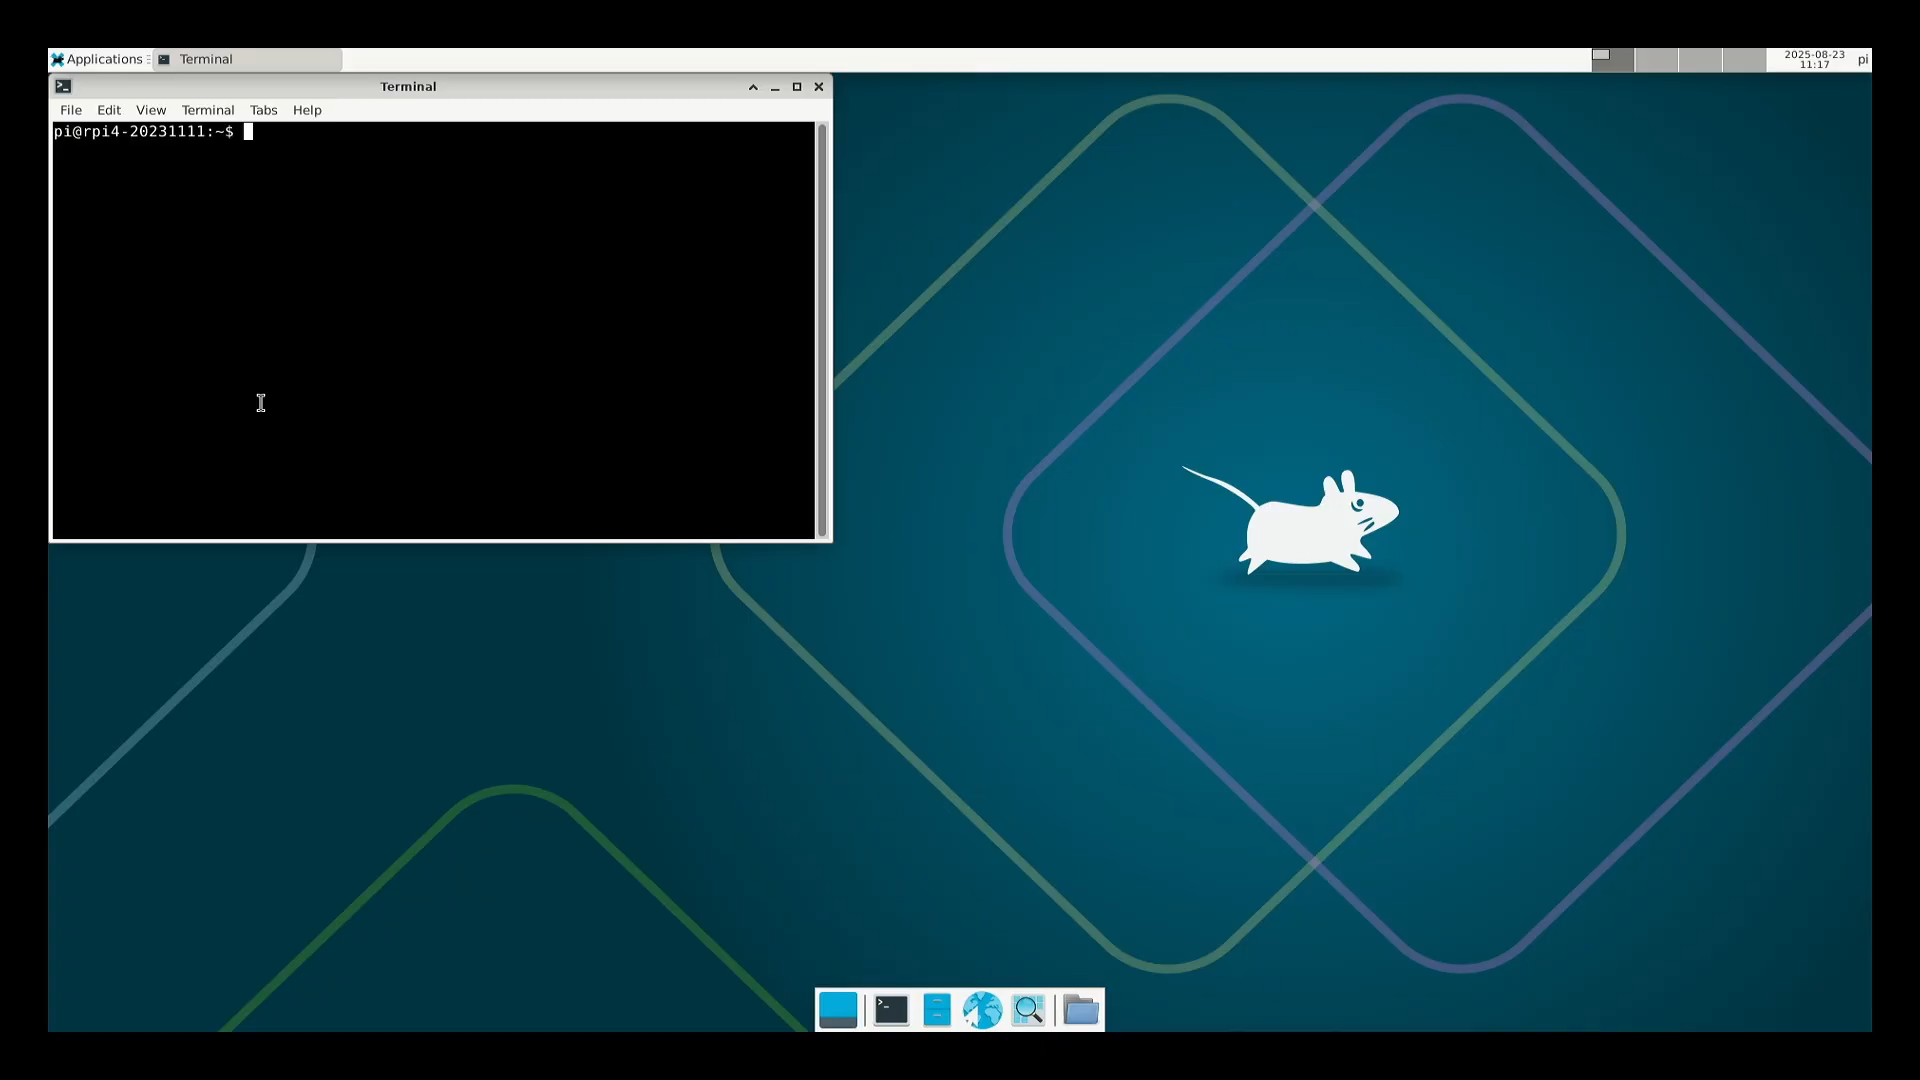 Applications
Terminal
2025-08-23
11:17
pi
Terminal
File Edit View Terminal Tabs Help
pi@rpi4-20231111:~$